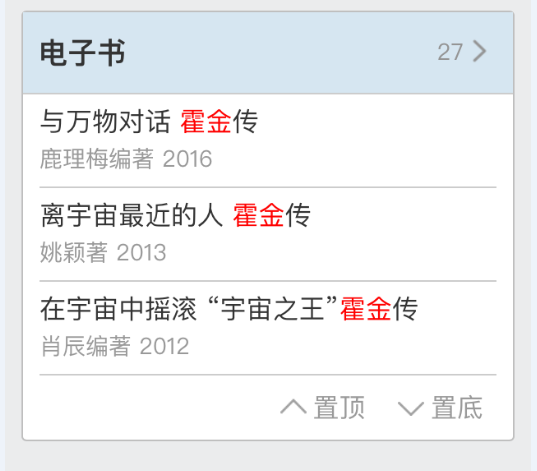 电子书 27
与万物对话 霍金传
鹿理梅编著 2016
离宇宙最近的人 霍金传
姚颖著 2013
在宇宙中摇滚 “宇宙之王”霍金传
肖辰编著 2012
置顶 置底